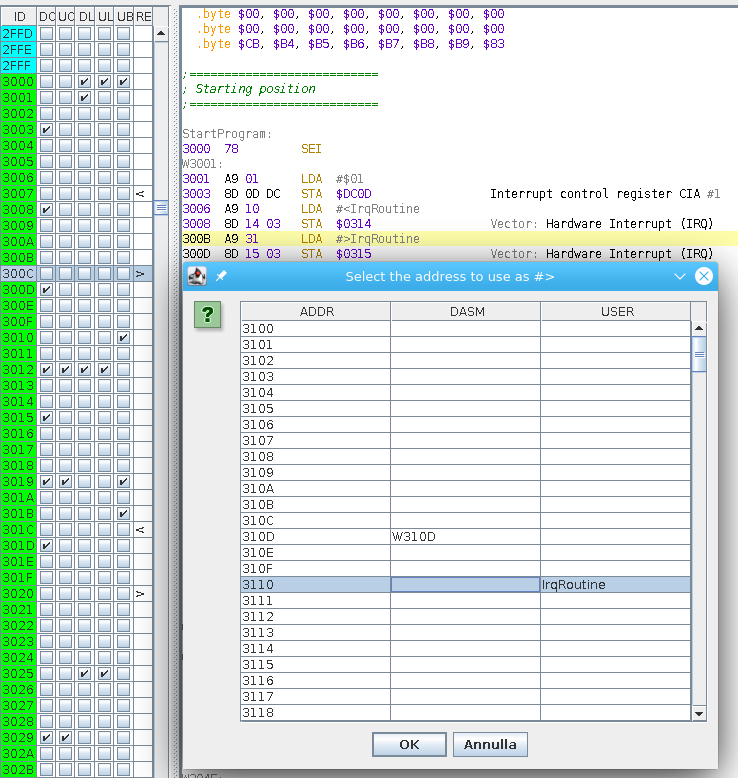 ID DC UC DL UL UB RE
2FFD
2FFE
2FFF
3000
3001
3002
3003
3004
3005
3006
3007 <
3008
3009
300A
300B
300C >
300D
300E
300F
3010
3011
3012
3013
3014
3015
3016
3017
3018
3019
301A
301B
301C <
301D
301E
301F
3020 >
3021
3022
3023
3024
3025
3026
3027
3028
3029
302A
302B
.byte $00, $00, $00, $00, $00, $00, $00, $00
.byte $00, $00, $00, $00, $00, $00, $00, $00
.byte $CB, $B4, $B5, $B6, $B7, $B8, $B9, $83
;===========================
; Starting position
;===========================
StartProgram:
3000 78 SEI
W3001:
3001 A9 01 LDA #$01
3003 8D 0D DC STA $DC0D Interrupt control register CIA #1
3006 A9 10 LDA #<IrqRoutine
3008 8D 14 03 STA $0314 Vector: Hardware Interrupt (IRQ)
300B A9 31 LDA #>IrqRoutine
300D 8D 15 03 STA $0315 Vector: Hardware Interrupt (IRQ)
Select the address to use as #>
?
ADDR DASM USER
3100
3101
3102
3103
3104
3105
3106
3107
3108
3109
310A
310B
310C
310D W310D
310E
310F
3110 IrqRoutine
3111
3112
3113
3114
3115
3116
3117
3118
OK Annulla